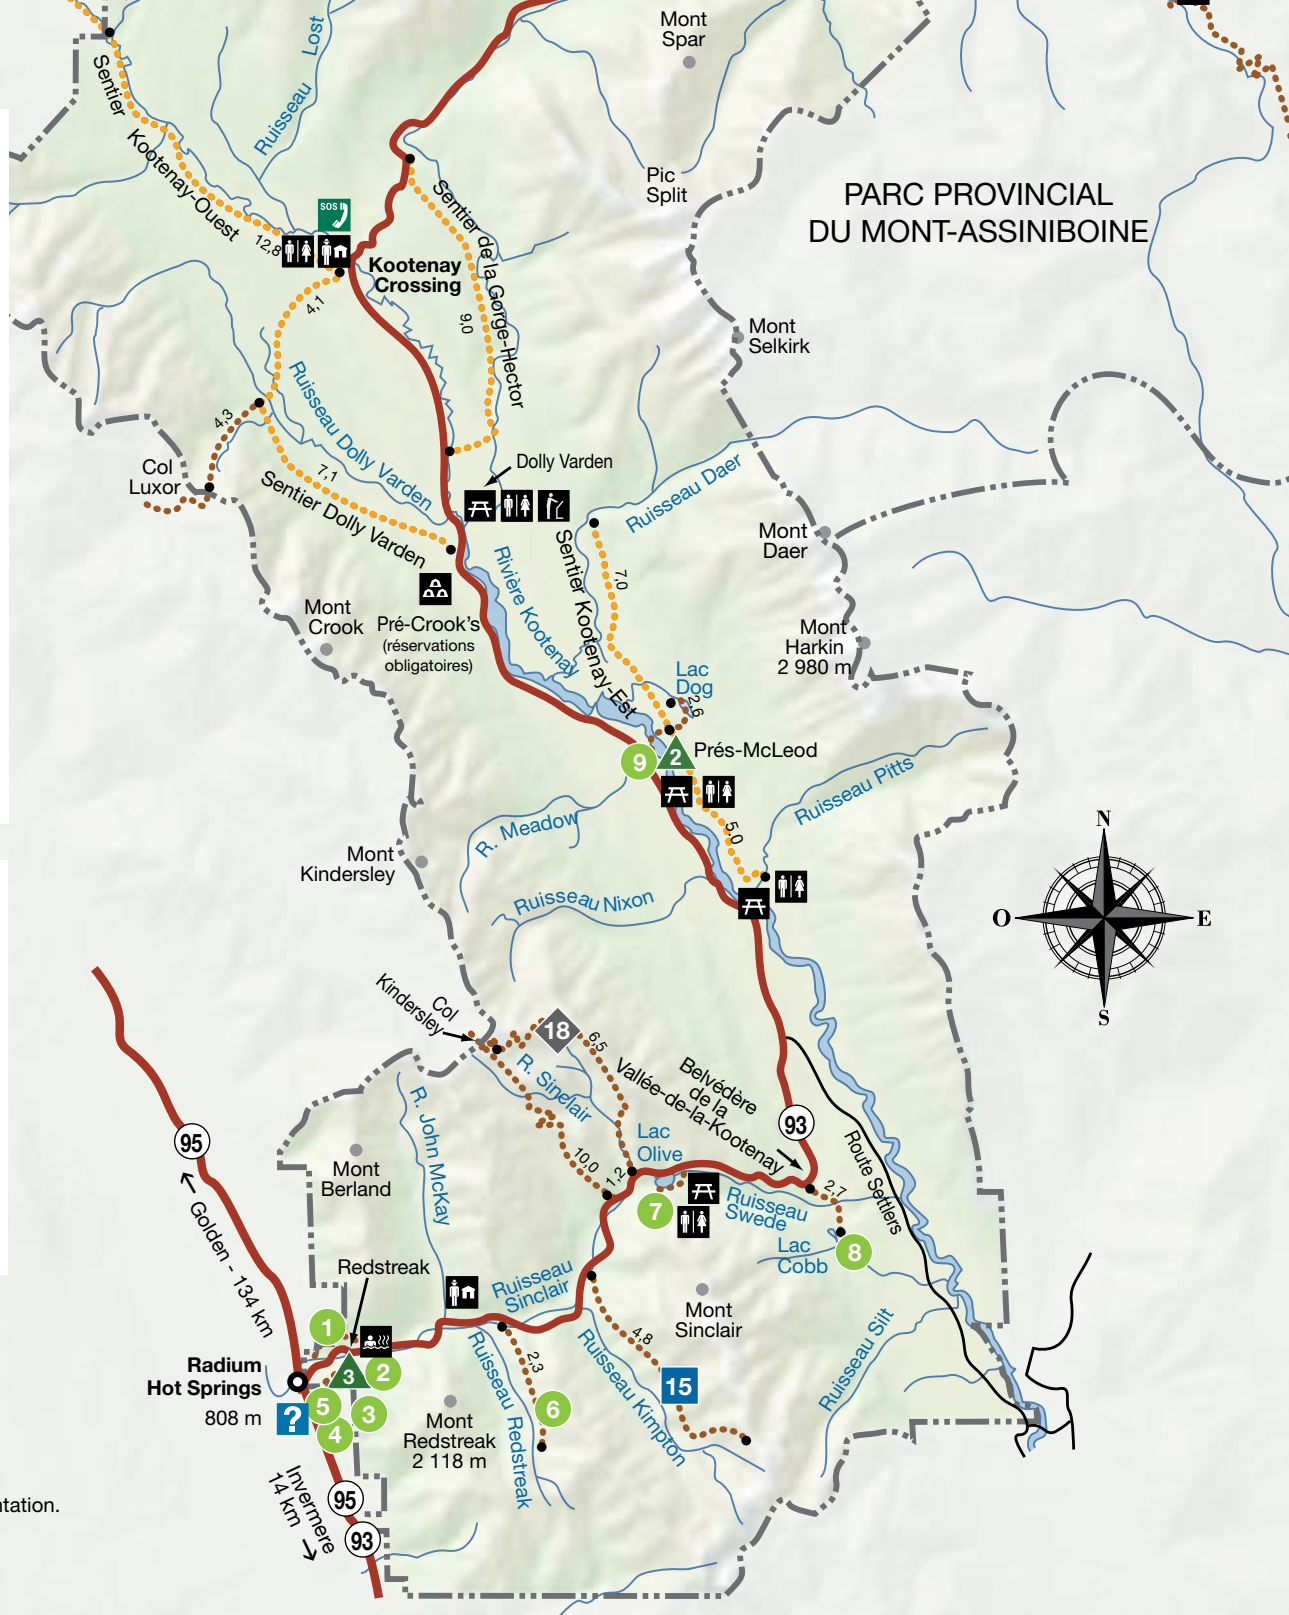 Mont
Spar
Ruisseau Lost
Sentier Kootenay-Ouest
12,8
SOS
Kootenay
Crossing
Sentier de la Gorge-Hector
9,0
Pic
Split
PARC PROVINCIAL
DU MONT-ASSINIBOINE
4,1
Mont
Selkirk
Ruisseau Dolly Varden
4,3
Col
Luxor
7,1
Sentier Dolly Varden
Dolly Varden
Ruisseau Daer
Mont
Daer
Sentier Kootenay-Est
7,0
Rivière Kootenay
Mont
Crook
Pré-Crook's
(réservations
obligatoires)
Mont
Harkin
2 980 m
Lac
Dog
2,6
9
2
Prés-McLeod
Ruisseau Pitts
5,0
R. Meadow
Mont
Kindersley
Ruisseau Nixon
N
O
E
S
Col
Kindersley
18
6,5
R. Sinclair
Belvédère
de la
Vallée-de-la-Kootenay
93
95
R. John McKay
Lac
Olive
10,0
1,2
Mont
Berland
7
Ruisseau
Swede
2,7
Route Settlers
Lac
Cobb
8
Golden - 134 km
Redstreak
Ruisseau
Sinclair
Mont
Sinclair
1
4,8
Ruisseau Silt
Radium
Hot Springs
808 m
?
3
2
5
3
4
2,3
6
15
Mont
Redstreak
2 118 m
Ruisseau Redstreak
Ruisseau Kimpton
Invermere
14 km
95
93
ntation.